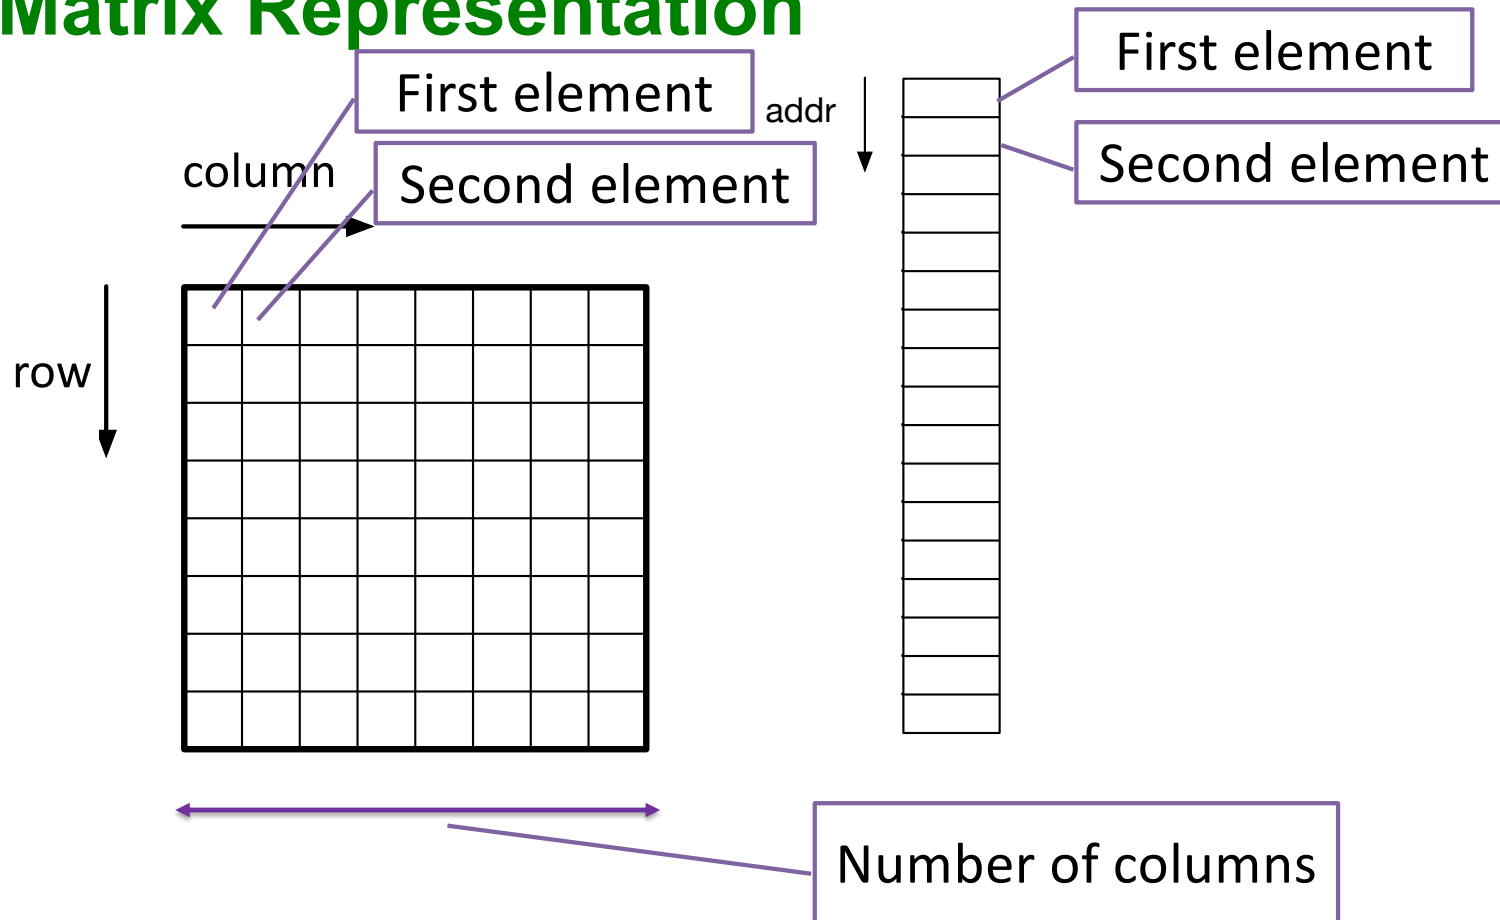 Matrix Representation
First element
Second element
column
row
addr
First element
Second element
Number of columns